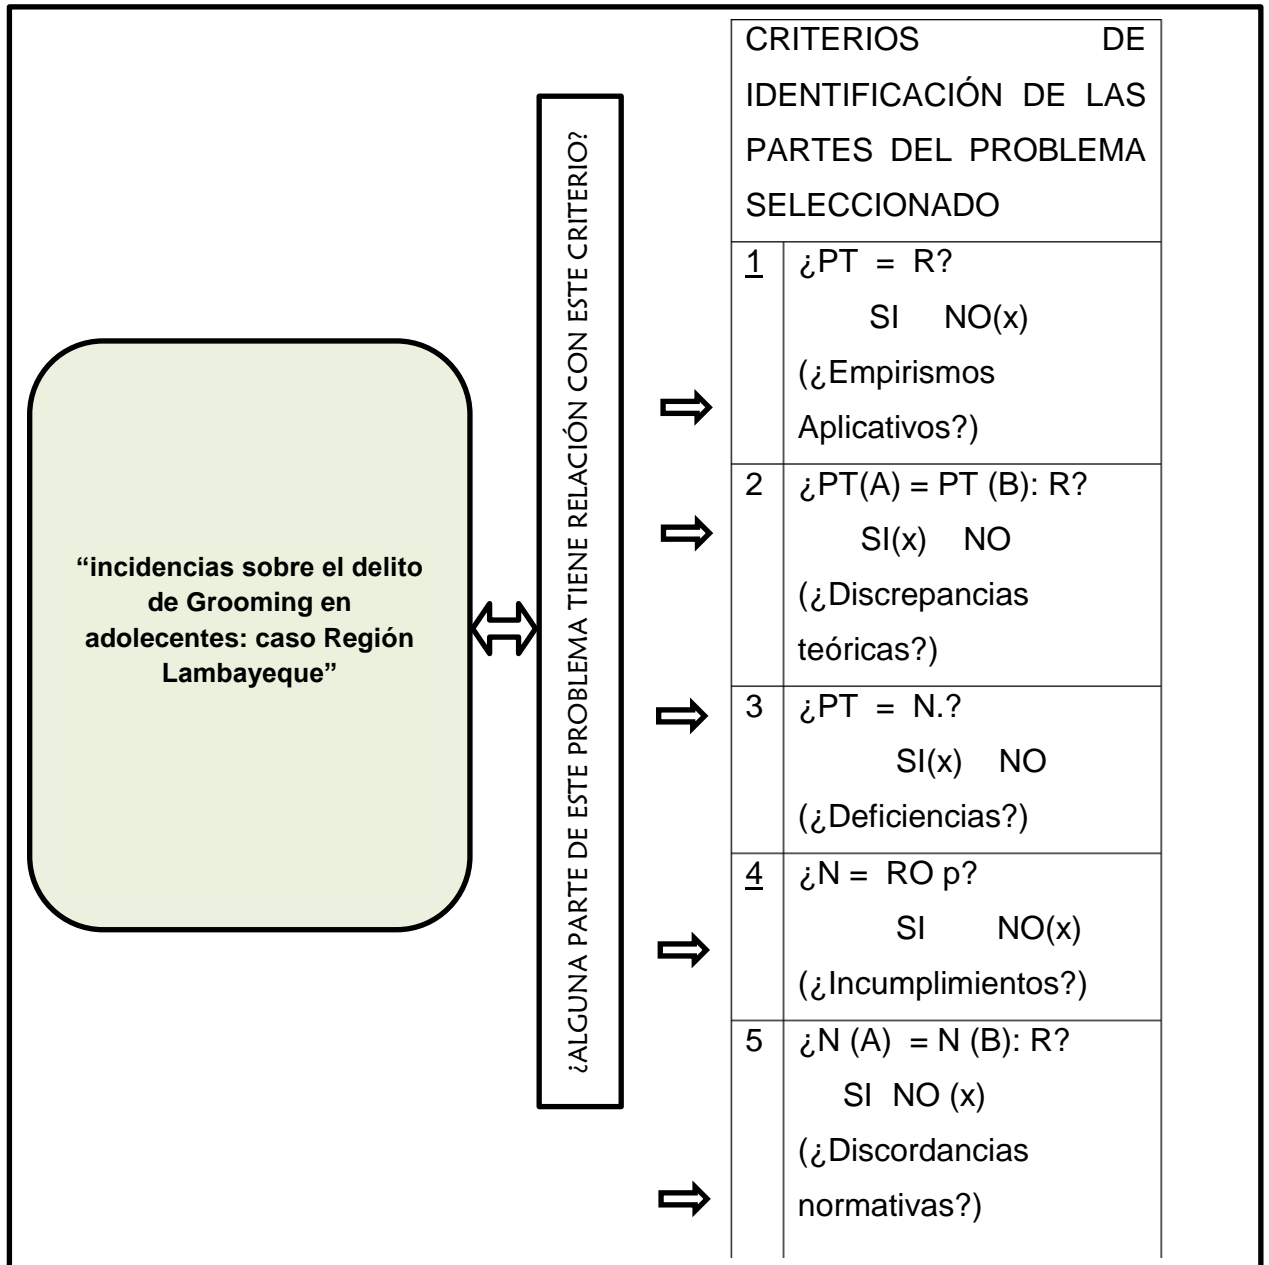 “incidencias sobre el delito
de Grooming en
adolecentes: caso Región
Lambayeque”
¿ALGUNA PARTE DE ESTE PROBLEMA TIENE RELACIÓN CON ESTE CRITERIO?
CRITERIOS DE
IDENTIFICACIÓN DE LAS
PARTES DEL PROBLEMA
SELECCIONADO
1 ¿PT = R?
SI NO(x)
(¿Empirismos
Aplicativos?)
2 ¿PT(A) = PT (B): R?
SI(x) NO
(¿Discrepancias
teóricas?)
3 ¿PT = N.?
SI(x) NO
(¿Deficiencias?)
4 ¿N = RO p?
SI NO(x)
(¿Incumplimientos?)
5 ¿N (A) = N (B): R?
SI NO (x)
(¿Discordancias
normativas?)